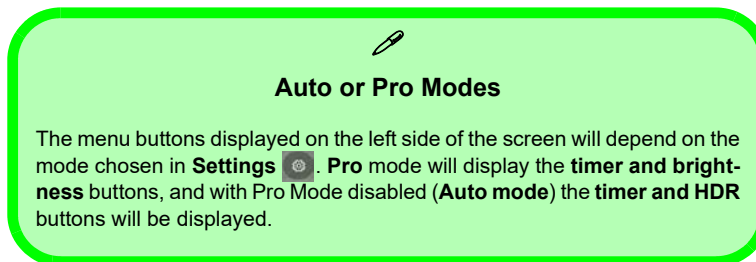 Auto or Pro Modes
The menu buttons displayed on the left side of the screen will depend on the
mode chosen in Settings . Pro mode will display the timer and bright-
ness buttons, and with Pro Mode disabled (Auto mode) the timer and HDR
buttons will be displayed.